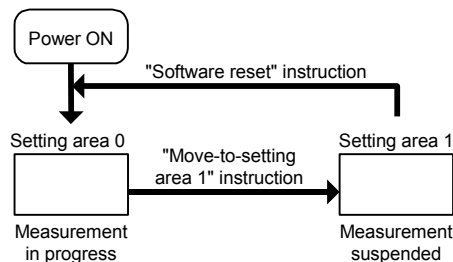 Power ON
"Software reset" instruction
Setting area 0
Setting area 1
"Move-to-setting
area 1" instruction
Measurement
in progress
Measurement
suspended